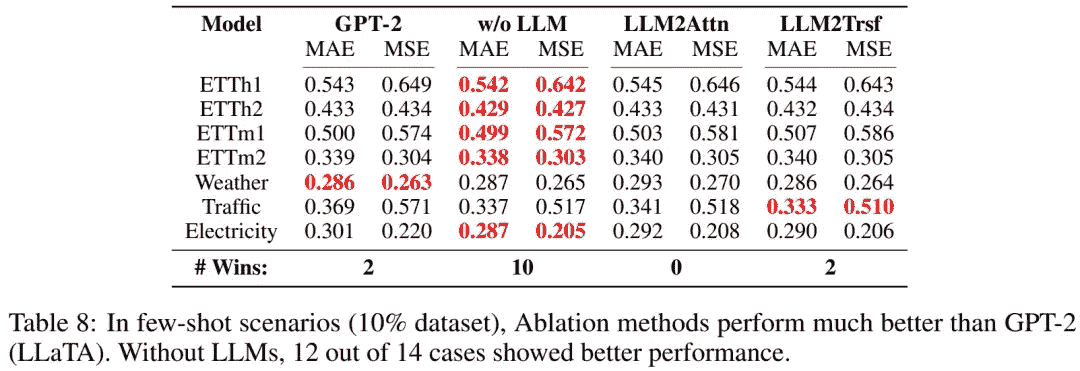 Model GPT-2 w/o LLM LLM2Attn LLM2Trsf
MAE MSE MAE MSE MAE MSE MAE MSE
ETTh1 0.543 0.649 0.542 0.642 0.545 0.646 0.544 0.643
ETTh2 0.433 0.434 0.429 0.427 0.433 0.431 0.432 0.434
ETTm1 0.500 0.574 0.499 0.572 0.503 0.581 0.507 0.586
ETTm2 0.339 0.304 0.338 0.303 0.340 0.305 0.340 0.305
Weather 0.286 0.263 0.287 0.265 0.293 0.270 0.286 0.264
Traffic 0.369 0.571 0.337 0.517 0.341 0.518 0.333 0.510
Electricity 0.301 0.220 0.287 0.205 0.292 0.208 0.290 0.206
# Wins: 2 10 0 2
Table 8: In few-shot scenarios (10% dataset), Ablation methods perform much better than GPT-2
(LLaTA). Without LLMs, 12 out of 14 cases showed better performance.